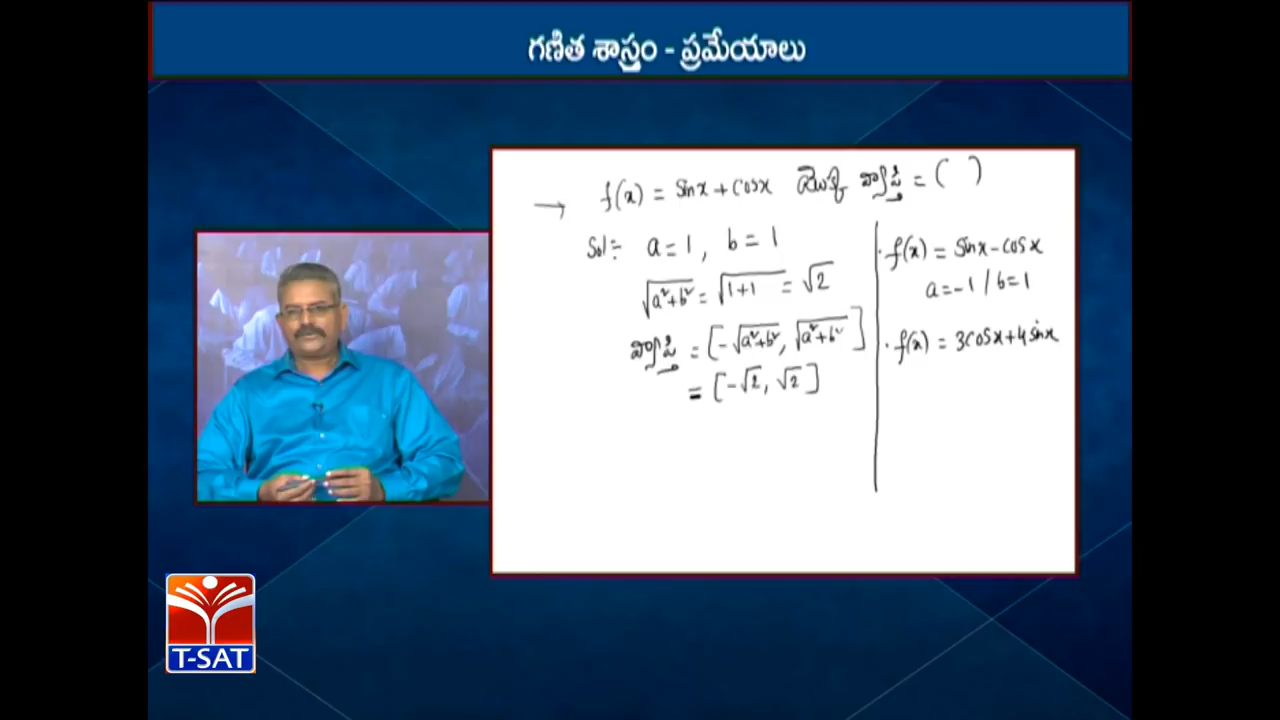 గణిత శాస్త్రం - ప్రమేయాలు
→ f(x) = sinx + cosx యొక్క వ్యాప్తి = ( )
Sol:- a = 1, b = 1
√(a²+b²) = √(1+1) = √2
వ్యాప్తి = [-√(a²+b²), √(a²+b²)]
= [-√2, √2]
· f(x) = sinx - cosx
a = -1 / b = 1
· f(x) = 3cosx + 4sinx
T-SAT